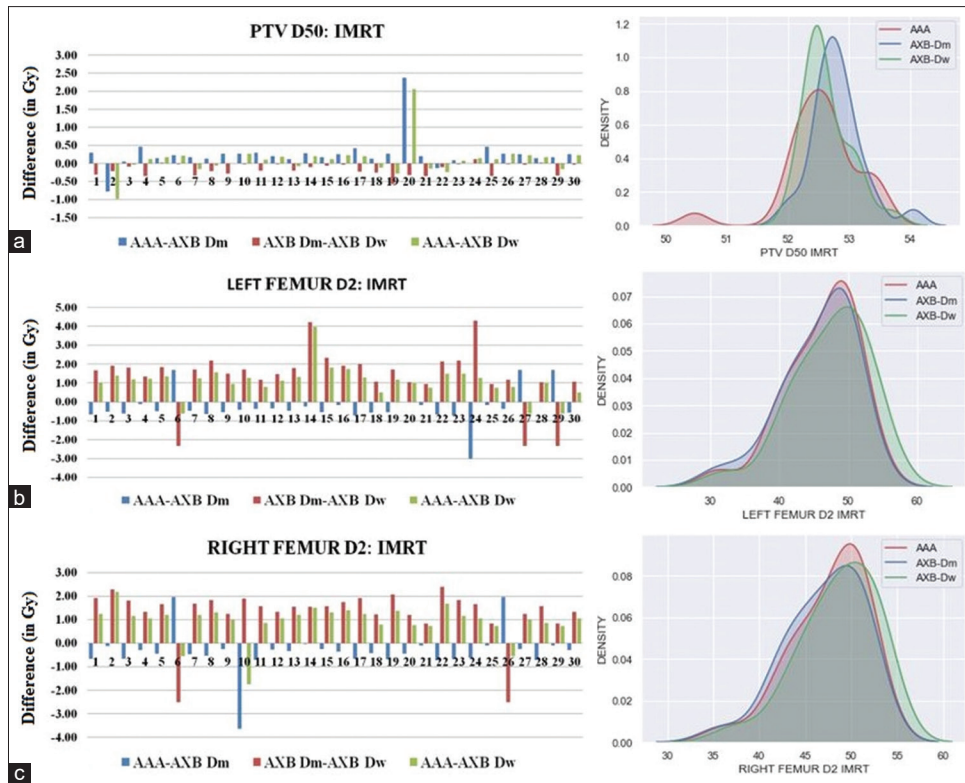 PTV D50: IMRT
Difference (in Gy)
3.00
2.50
2.00
1.50
1.00
0.50
0.00
-0.50
-1.00
-1.50
1 2 3 4 5 6 7 8 9 10 11 12 13 14 15 16 17 18 19 20 21 22 23 24 25 26 27 28 29 30
AAA-AXB Dm AXB Dm-AXB Dw AAA-AXB Dw
a
DENSITY
1.2
1.0
0.8
0.6
0.4
0.2
0.0
AAA
AXB-Dm
AXB-Dw
50 51 52 53 54
PTV D50 IMRT
LEFT FEMUR D2: IMRT
Difference (in Gy)
5.00
4.00
3.00
2.00
1.00
0.00
-1.00
-2.00
-3.00
-4.00
1 2 3 4 5 6 7 8 9 10 11 12 13 14 15 16 17 18 19 20 21 22 23 24 25 26 27 28 29 30
AAA-AXB Dm AXB Dm-AXB Dw AAA-AXB Dw
b
DENSITY
0.07
0.06
0.05
0.04
0.03
0.02
0.01
0.00
AAA
AXB-Dm
AXB-Dw
30 40 50 60
LEFT FEMUR D2 IMRT
RIGHT FEMUR D2: IMRT
Difference (in Gy)
3.00
2.00
1.00
0.00
-1.00
-2.00
-3.00
-4.00
1 2 3 4 5 6 7 8 9 10 11 12 13 14 15 16 17 18 19 20 21 22 23 24 25 26 27 28 29 30
AAA-AXB Dm AXB Dm-AXB Dw AAA-AXB Dw
c
DENSITY
0.08
0.06
0.04
0.02
0.00
AAA
AXB-Dm
AXB-Dw
30 35 40 45 50 55 60
RIGHT FEMUR D2 IMRT